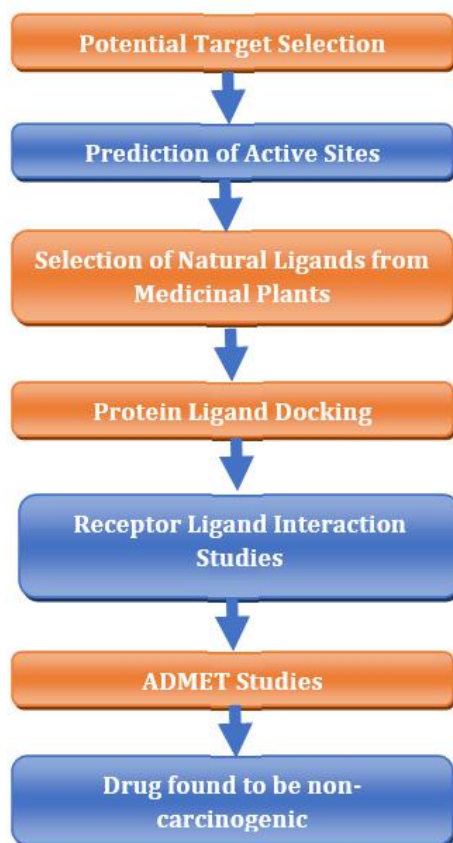 Potential Target Selection
Prediction of Active Sites
Selection of Natural Ligands from
Medicinal Plants
Protein Ligand Docking
Receptor Ligand Interaction
Studies
ADMET Studies
Drug found to be non-
carcinogenic